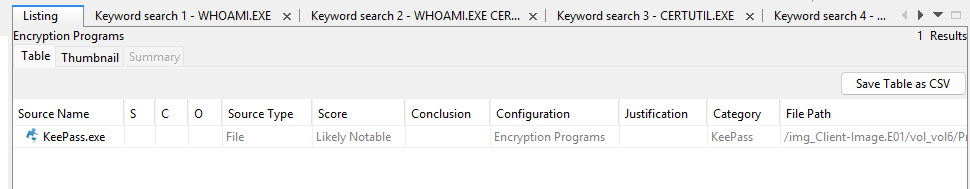 Listing Keyword search 1 - WHOAMI.EXE Keyword search 2 - WHOAMI.EXE CER... Keyword search 3 - CERTUTIL.EXE Keyword search 4 - ...
Encryption Programs 1 Results
Table Thumbnail Summary
Save Table as CSV
Source Name S C O Source Type Score Conclusion Configuration Justification Category File Path
KeePass.exe File Likely Notable Encryption Programs KeePass /img_Client-Image.E01/vol_vol6/Pr